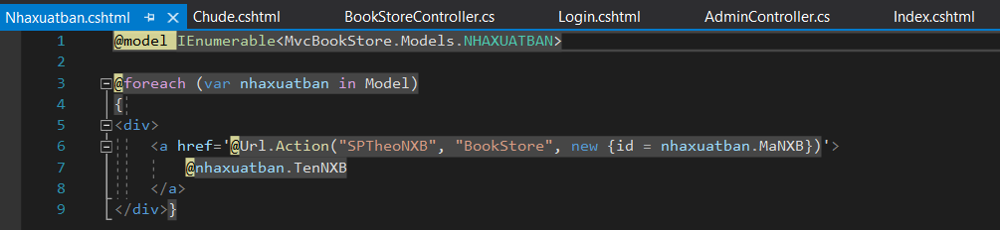 Nhaxuatban.cshtml Chude.cshtml BookStoreController.cs Login.cshtml AdminController.cs Index.cshtml
1 @model IEnumerable<MvcBookStore.Models.NHAXUATBAN>
2
3 @foreach (var nhaxuatban in Model)
4 {
5 <div>
6 <a href='@Url.Action("SPTheoNXB", "BookStore", new {id = nhaxuatban.MaNXB})'>
7 @nhaxuatban.TenNXB
8 </a>
9 </div>}